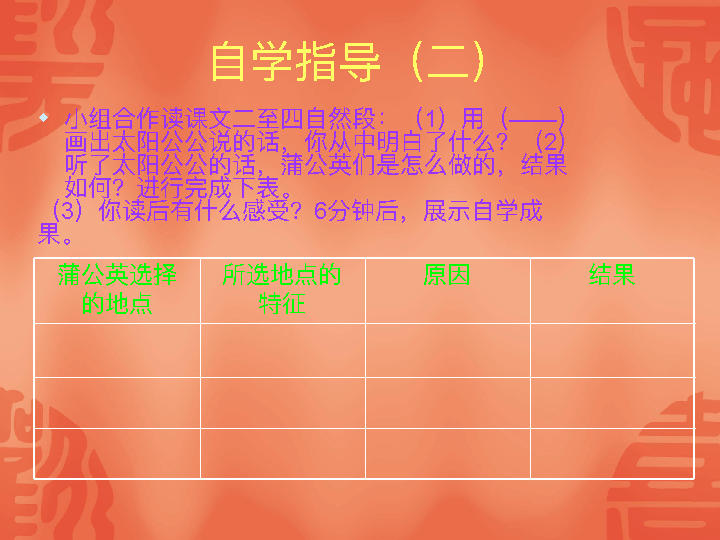 自学指导（二）
小组合作读课文二至四自然段：（1）用（——）
画出太阳公公说的话，你从中明白了什么？（2）
听了太阳公公的话，蒲公英们是怎么做的，结果
如何？进行完成下表。
（3）你读后有什么感受？6分钟后，展示自学成
果。
蒲公英选择
的地点
所选地点的
特征
原因
结果